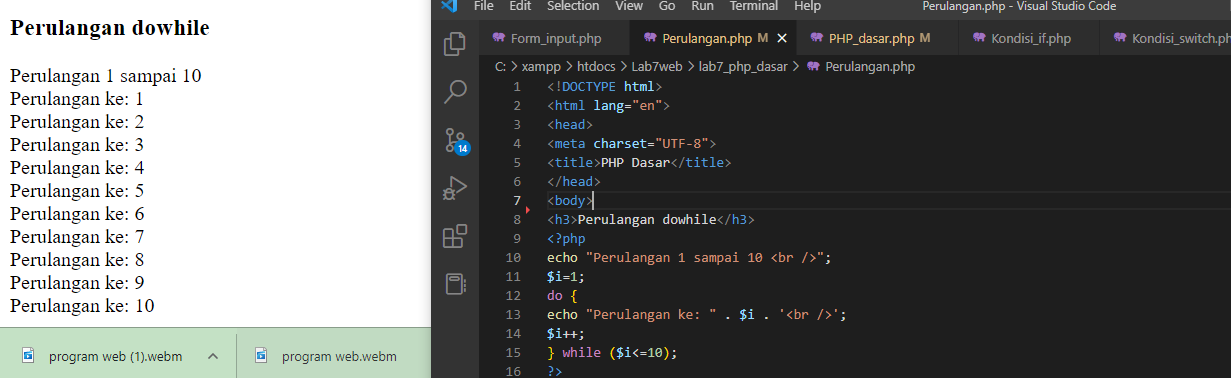 Perulangan dowhile
Perulangan 1 sampai 10
Perulangan ke: 1
Perulangan ke: 2
Perulangan ke: 3
Perulangan ke: 4
Perulangan ke: 5
Perulangan ke: 6
Perulangan ke: 7
Perulangan ke: 8
Perulangan ke: 9
Perulangan ke: 10
program web (1).webm program web.webm
File Edit Selection View Go Run Terminal Help Perulangan.php - Visual Studio Code
Form_input.php Perulangan.php M PHP_dasar.php M Kondisi_if.php Kondisi_switch.ph
C: > xampp > htdocs > Lab7web > lab7_php_dasar > Perulangan.php
14
1 <!DOCTYPE html>
2 <html lang="en">
3 <head>
4 <meta charset="UTF-8">
5 <title>PHP Dasar</title>
6 </head>
7 <body>
8 <h3>Perulangan dowhile</h3>
9 <?php
10 echo "Perulangan 1 sampai 10 <br />";
11 $i=1;
12 do {
13 echo "Perulangan ke: " . $i . '<br />';
14 $i++;
15 } while ($i<=10);
16 ?>